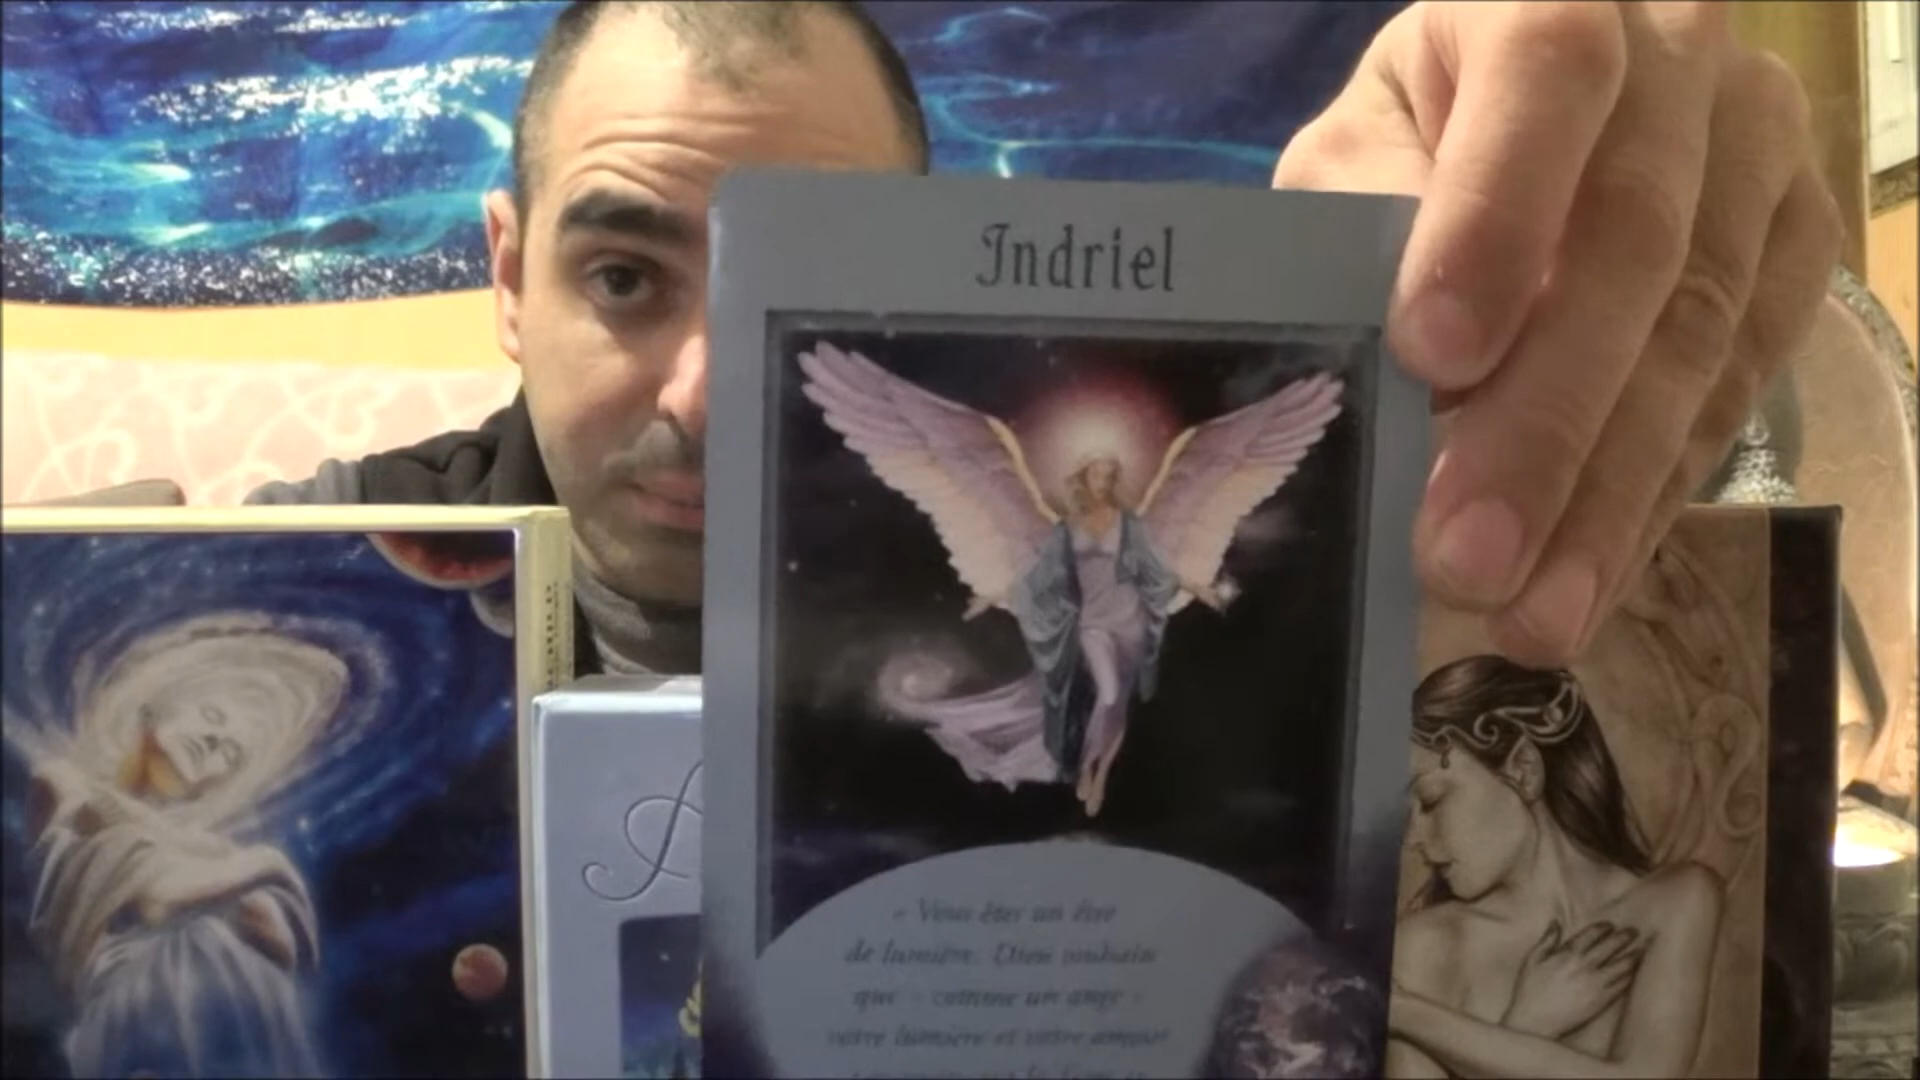 Indriel
« Vous êtes un être
de lumière. Dieu souhaite
que - comme un ange -
votre lumière et votre amour